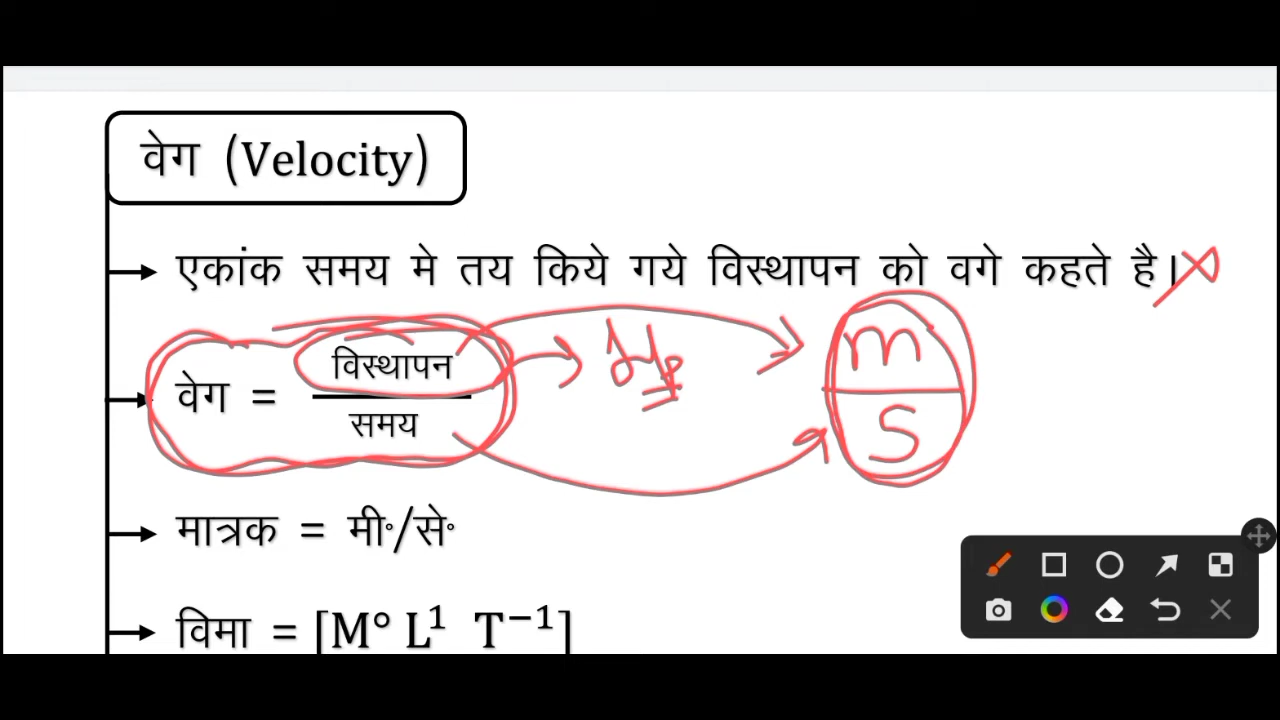 वेग (Velocity)
एकांक समय मे तय किये गये विस्थापन को वगे कहते है।
वेग = विस्थापन / समय
m / s
मात्रक = मी॰/से॰
विमा = [M° L¹ T⁻¹]